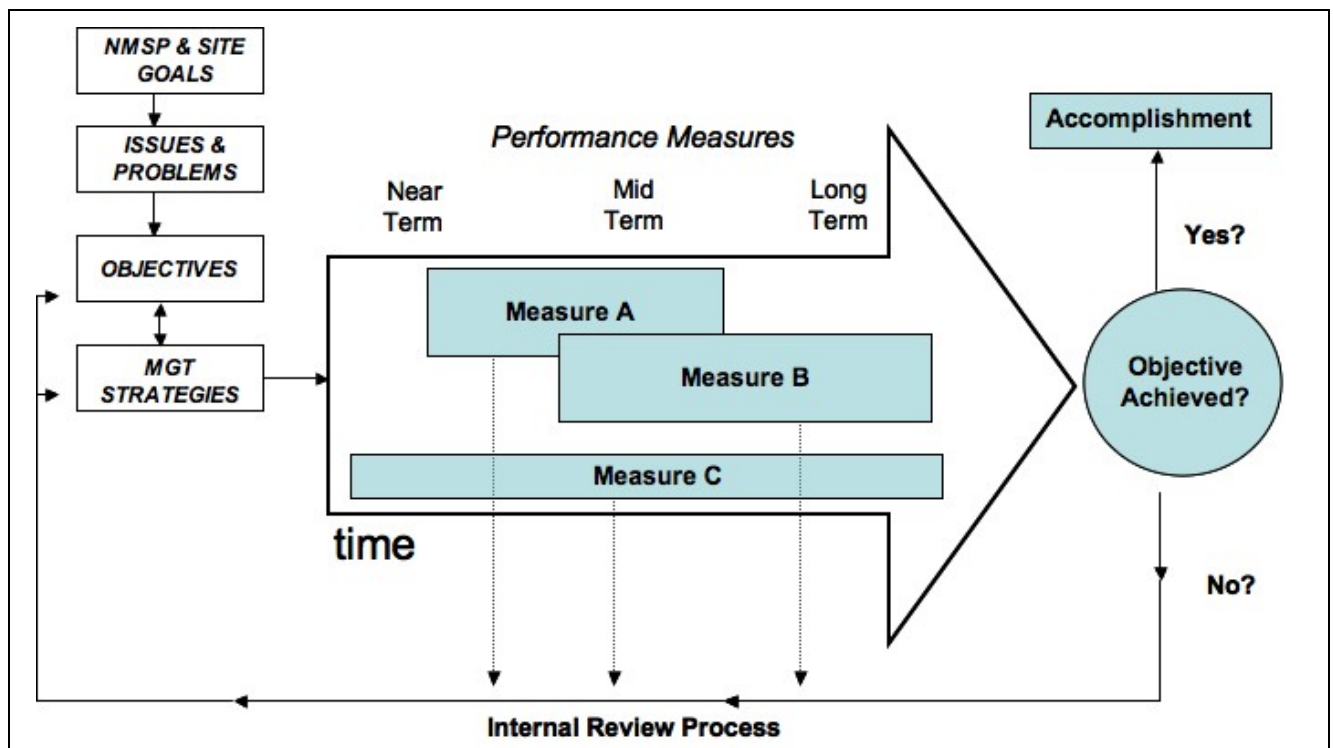 NMSP & SITE
GOALS
ISSUES &
PROBLEMS
OBJECTIVES
MGT
STRATEGIES
Performance Measures
Near
Term
Mid
Term
Long
Term
Measure A
Measure B
Measure C
time
Accomplishment
Yes?
Objective
Achieved?
No?
Internal Review Process